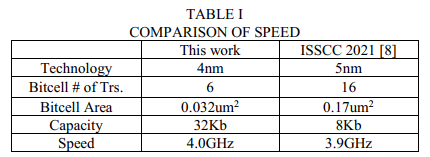 TABLE I
COMPARISON OF SPEED
This work ISSCC 2021 [8]
Technology 4nm 5nm
Bitcell # of Trs. 6 16
Bitcell Area 0.032um² 0.17um²
Capacity 32Kb 8Kb
Speed 4.0GHz 3.9GHz